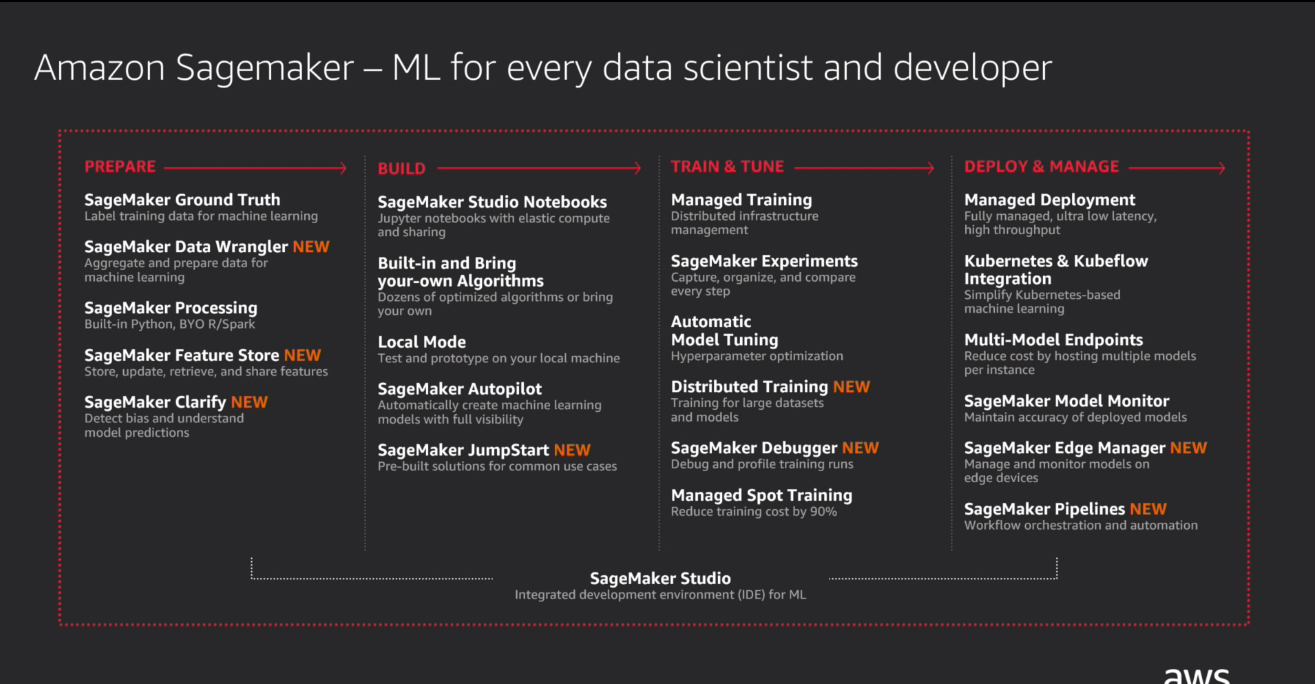 Amazon Sagemaker – ML for every data scientist and developer
PREPARE
SageMaker Ground Truth
Label training data for machine learning
SageMaker Data Wrangler NEW
Aggregate and prepare data for
machine learning
SageMaker Processing
Built-in Python, BYO R/Spark
SageMaker Feature Store NEW
Store, update, retrieve, and share features
SageMaker Clarify NEW
Detect bias and understand
model predictions
BUILD
SageMaker Studio Notebooks
Jupyter notebooks with elastic compute
and sharing
Built-in and Bring
your-own Algorithms
Dozens of optimized algorithms or bring
your own
Local Mode
Test and prototype on your local machine
SageMaker Autopilot
Automatically create machine learning
models with full visibility
SageMaker JumpStart NEW
Pre-built solutions for common use cases
TRAIN & TUNE
Managed Training
Distributed infrastructure
management
SageMaker Experiments
Capture, organize, and compare
every step
Automatic
Model Tuning
Hyperparameter optimization
Distributed Training NEW
Training for large datasets
and models
SageMaker Debugger NEW
Debug and profile training runs
Managed Spot Training
Reduce training cost by 90%
DEPLOY & MANAGE
Managed Deployment
Fully managed, ultra low latency,
high throughput
Kubernetes & Kubeflow
Integration
Simplify Kubernetes-based
machine learning
Multi-Model Endpoints
Reduce cost by hosting multiple models
per instance
SageMaker Model Monitor
Maintain accuracy of deployed models
SageMaker Edge Manager NEW
Manage and monitor models on
edge devices
SageMaker Pipelines NEW
Workflow orchestration and automation
SageMaker Studio
Integrated development environment (IDE) for ML
aws